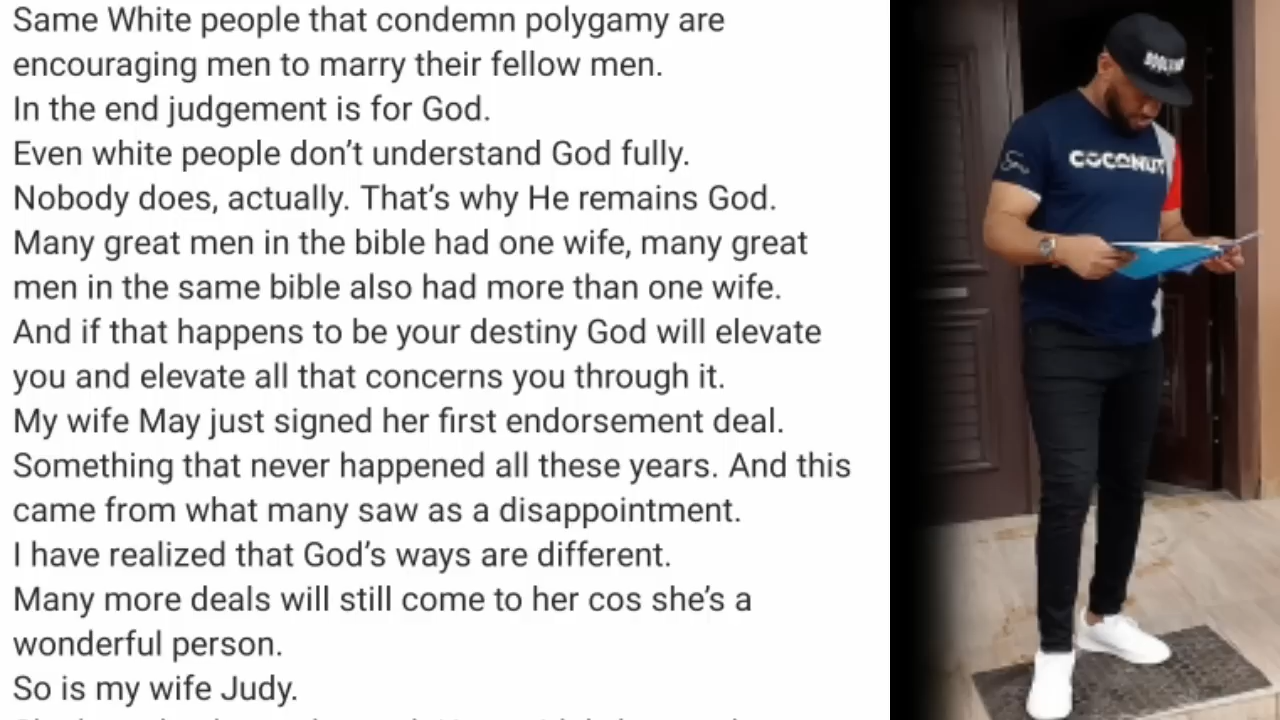 Same White people that condemn polygamy are
encouraging men to marry their fellow men.
In the end judgement is for God.
Even white people don’t understand God fully.
Nobody does, actually. That’s why He remains God.
Many great men in the bible had one wife, many great
men in the same bible also had more than one wife.
And if that happens to be your destiny God will elevate
you and elevate all that concerns you through it.
My wife May just signed her first endorsement deal.
Something that never happened all these years. And this
came from what many saw as a disappointment.
I have realized that God’s ways are different.
Many more deals will still come to her cos she’s a
wonderful person.
So is my wife Judy.
COCONUT